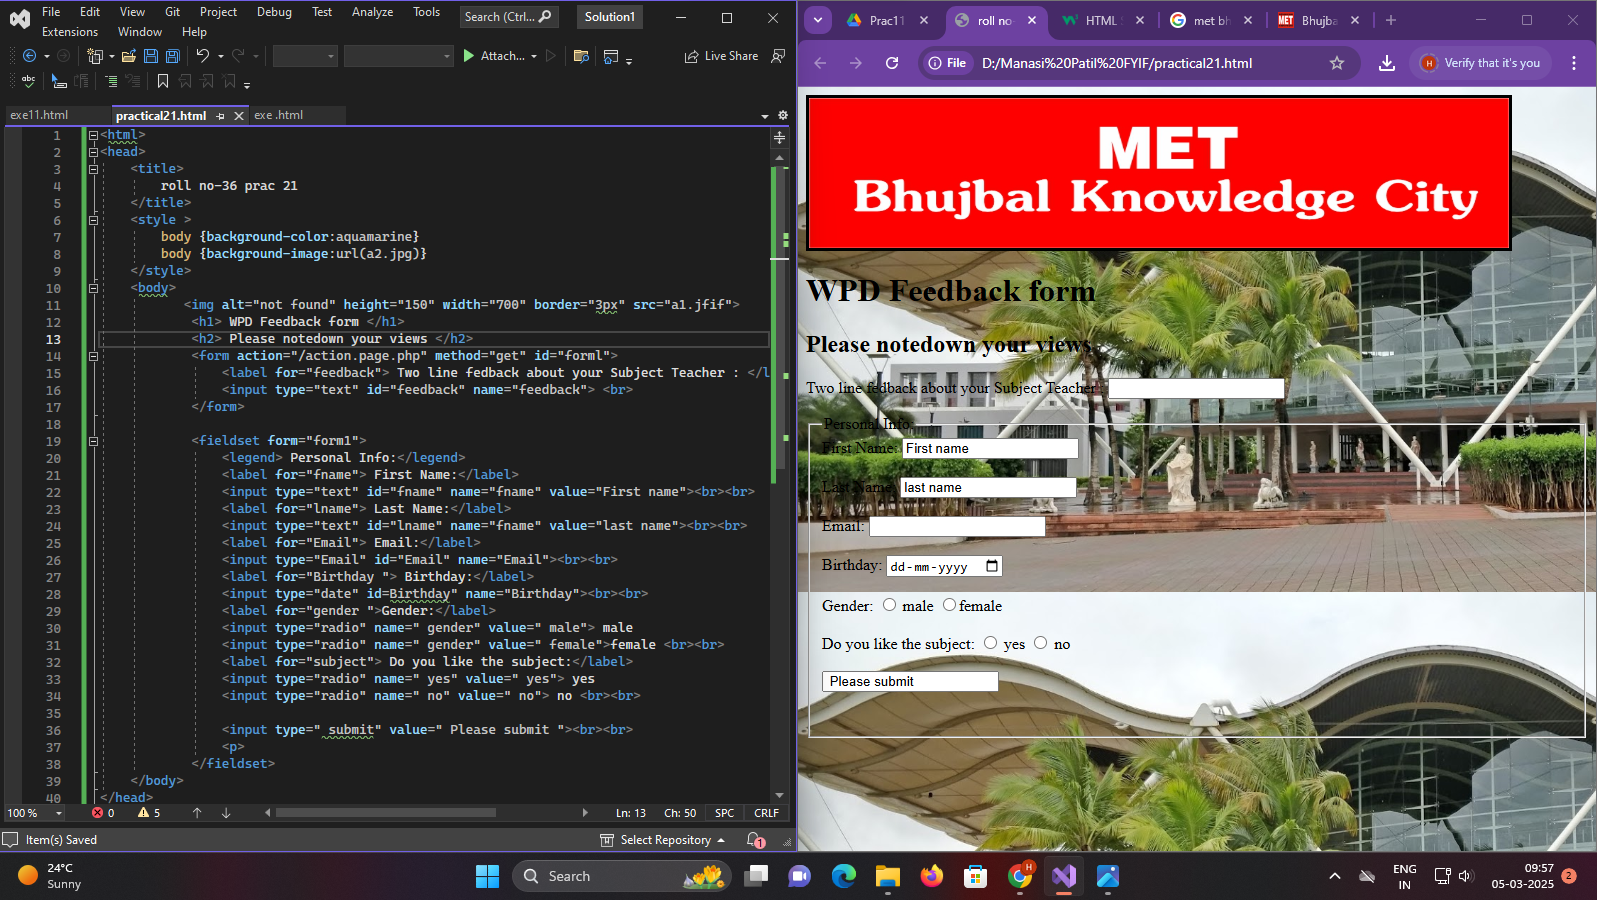 File Edit View Git Project Debug Test Analyze Tools Search (Ctrl... Solution1
Extensions Window Help
Attach... Live Share
abc
exe11.html practical21.html exe .html
1 <html>
2 <head>
3 <title>
4 roll no-36 prac 21
5 </title>
6 <style >
7 body {background-color:aquamarine}
8 body {background-image:url(a2.jpg)}
9 </style>
10 <body>
11 <img alt="not found" height="150" width="700" border="3px" src="a1.jfif">
12 <h1> WPD Feedback form </h1>
13 <h2> Please notedown your views </h2>
14 <form action="/action.page.php" method="get" id="forml">
15 <label for="feedback"> Two line fedback about your Subject Teacher : </l
16 <input type="text" id="feedback" name="feedback"> <br>
17 </form>
18
19 <fieldset form="form1">
20 <legend> Personal Info:</legend>
21 <label for="fname"> First Name:</label>
22 <input type="text" id="fname" name="fname" value="First name"><br><br>
23 <label for="lname"> Last Name:</label>
24 <input type="text" id="lname" name="fname" value="last name"><br><br>
25 <label for="Email"> Email:</label>
26 <input type="Email" id="Email" name="Email"><br><br>
27 <label for="Birthday "> Birthday:</label>
28 <input type="date" id=Birthday" name="Birthday"><br><br>
29 <label for="gender ">Gender:</label>
30 <input type="radio" name=" gender" value=" male"> male
31 <input type="radio" name=" gender" value=" female">female <br><br>
32 <label for="subject"> Do you like the subject:</label>
33 <input type="radio" name=" yes" value=" yes"> yes
34 <input type="radio" name=" no" value=" no"> no <br><br>
35
36 <input type=" submit" value=" Please submit "><br><br>
37 <p>
38 </fieldset>
39 </body>
40 </head>
100 % 0 5 Ln: 13 Ch: 50 SPC CRLF
Item(s) Saved Select Repository 1
Prac11 roll no HTML met bh MET Bhujba
File D:/Manasi%20Patil%20FYIF/practical21.html H Verify that it's you
MET
Bhujbal Knowledge City
WPD Feedback form
Please notedown your views
Two line fedback about your Subject Teacher :
Personal Info:
First Name: First name
Last Name: last name
Email:
Birthday: dd-mm-yyyy
Gender: male female
Do you like the subject: yes no
Please submit
24°C
Sunny
Search
H
ENG
IN
09:57
05-03-2025
2